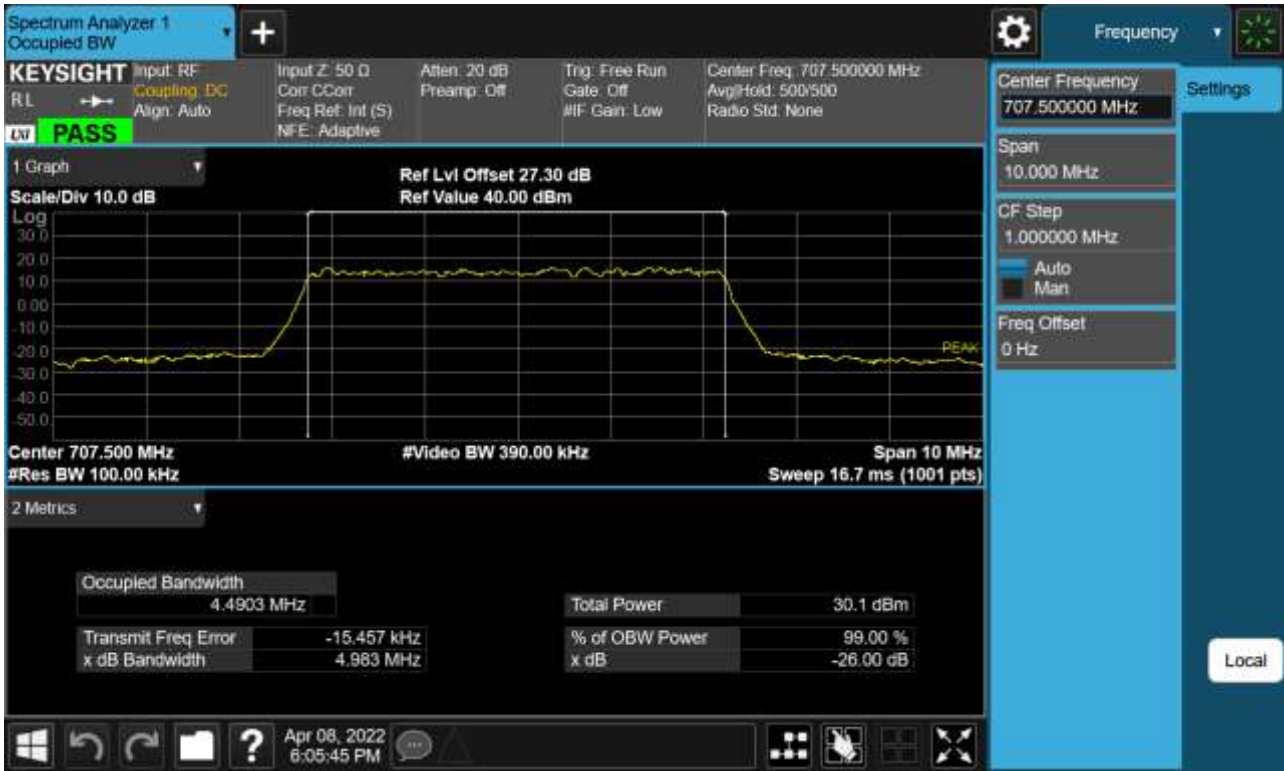 Spectrum Analyzer 1
Occupied BW
+
Frequency
KEYSIGHT
RL
PASS
Input: RF
Coupling: DC
Align: Auto
Input Z: 50 Ω
Corr CCorr
Freq Ref: Int (S)
NFE: Adaptive
Atten: 20 dB
Preamp: Off
Trig: Free Run
Gate: Off
#IF Gain: Low
Center Freq: 707.500000 MHz
Avg|Hold: 500/500
Radio Std: None
1 Graph
Scale/Div 10.0 dB
Ref Lvl Offset 27.30 dB
Ref Value 40.00 dBm
Log
30.0
20.0
10.0
0.00
-10.0
-20.0
-30.0
-40.0
-50.0
PEAK
Center 707.500 MHz
#Video BW 390.00 kHz
Span 10 MHz
#Res BW 100.00 kHz
Sweep 16.7 ms (1001 pts)
2 Metrics
Occupied Bandwidth
4.4903 MHz
Total Power 30.1 dBm
Transmit Freq Error -15.457 kHz
% of OBW Power 99.00 %
x dB Bandwidth 4.983 MHz
x dB -26.00 dB
Center Frequency
707.500000 MHz
Settings
Span
10.000 MHz
CF Step
1.000000 MHz
Auto
Man
Freq Offset
0 Hz
Local
?
Apr 08, 2022
6:05:45 PM